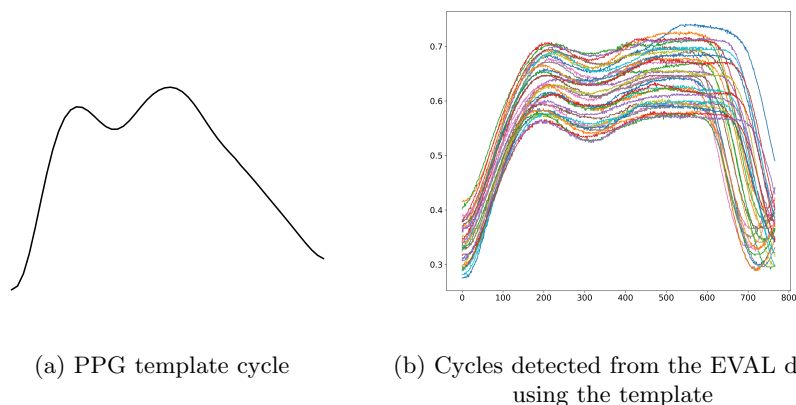 0.7
0.6
0.5
0.4
0.3
0 100 200 300 400 500 600 700 800
(a) PPG template cycle
(b) Cycles detected from the EVAL d
using the template